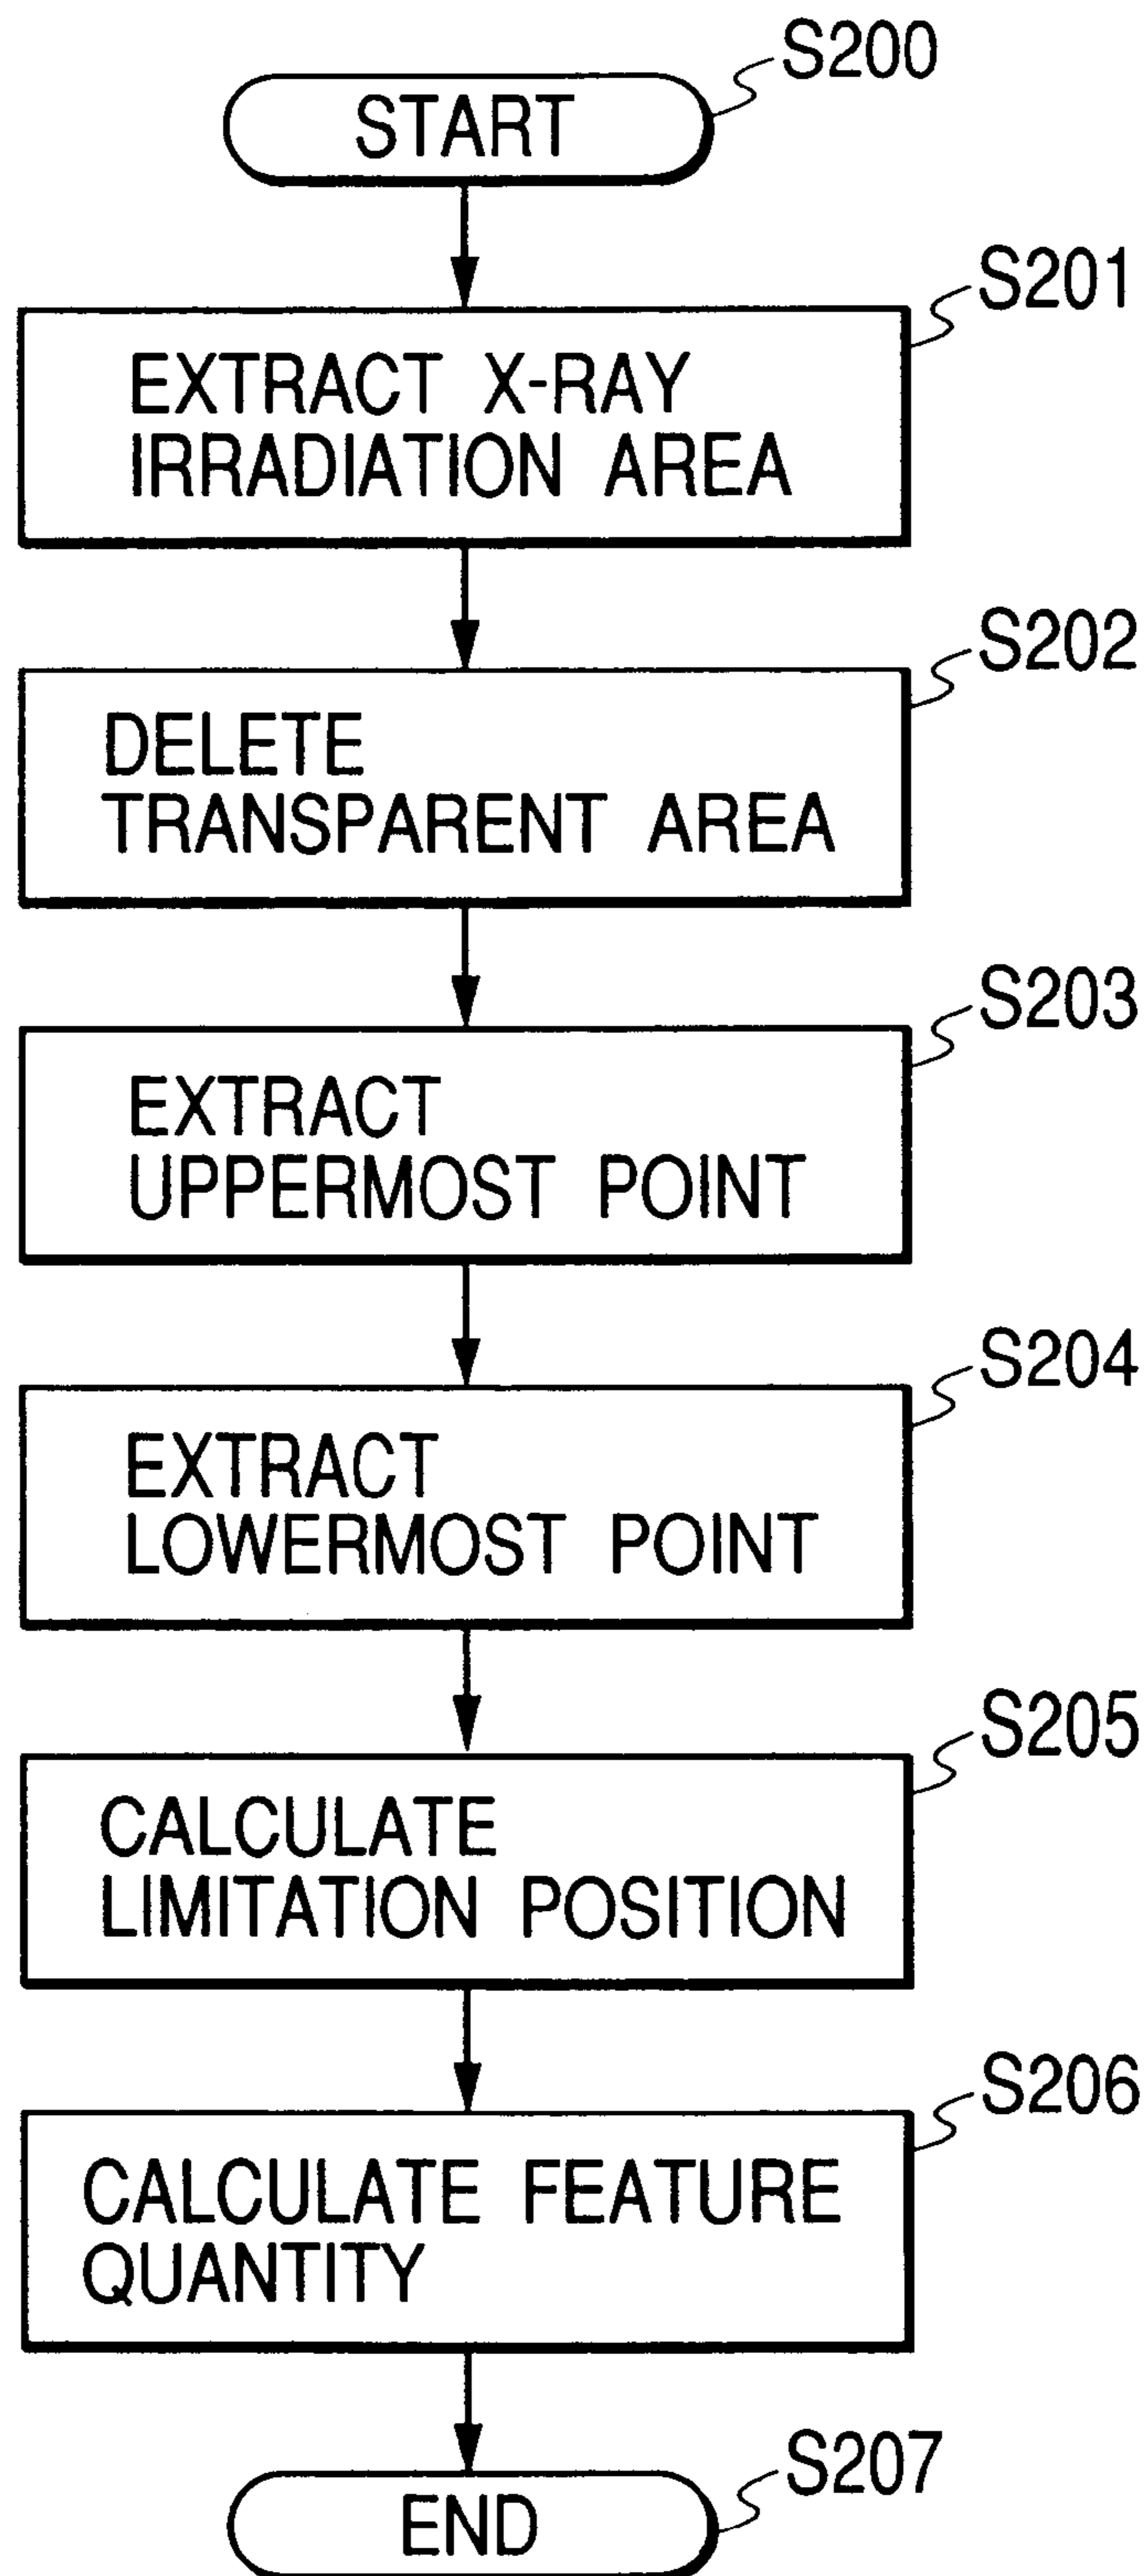 S200
START
S201
EXTRACT X-RAY
IRRADIATION AREA
S202
DELETE
TRANSPARENT AREA
S203
EXTRACT
UPPERMOST POINT
S204
EXTRACT
LOWERMOST POINT
S205
CALCULATE
LIMITATION POSITION
S206
CALCULATE FEATURE
QUANTITY
S207
END